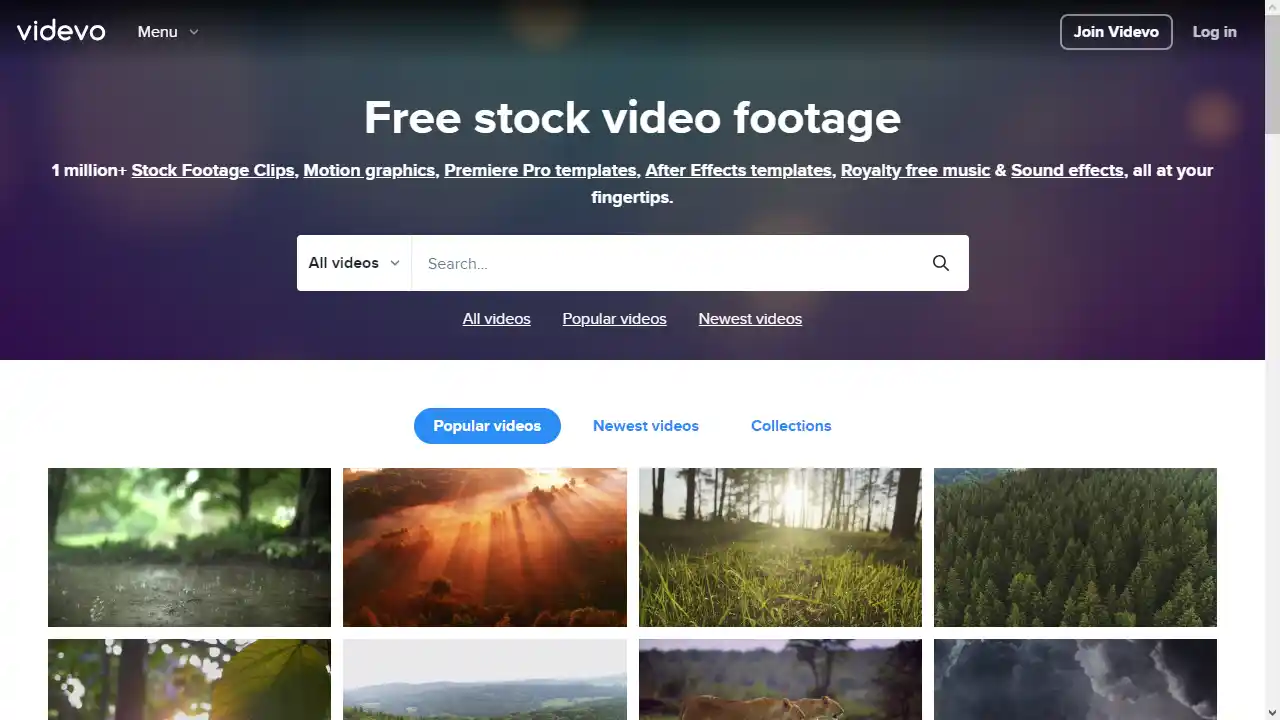 videvo
Menu
Join Videvo
Log in
Free stock video footage
1 million+ Stock Footage Clips, Motion graphics, Premiere Pro templates, After Effects templates, Royalty free music & Sound effects, all at your
fingertips.
All videos
Search...
All videos
Popular videos
Newest videos
Popular videos
Newest videos
Collections